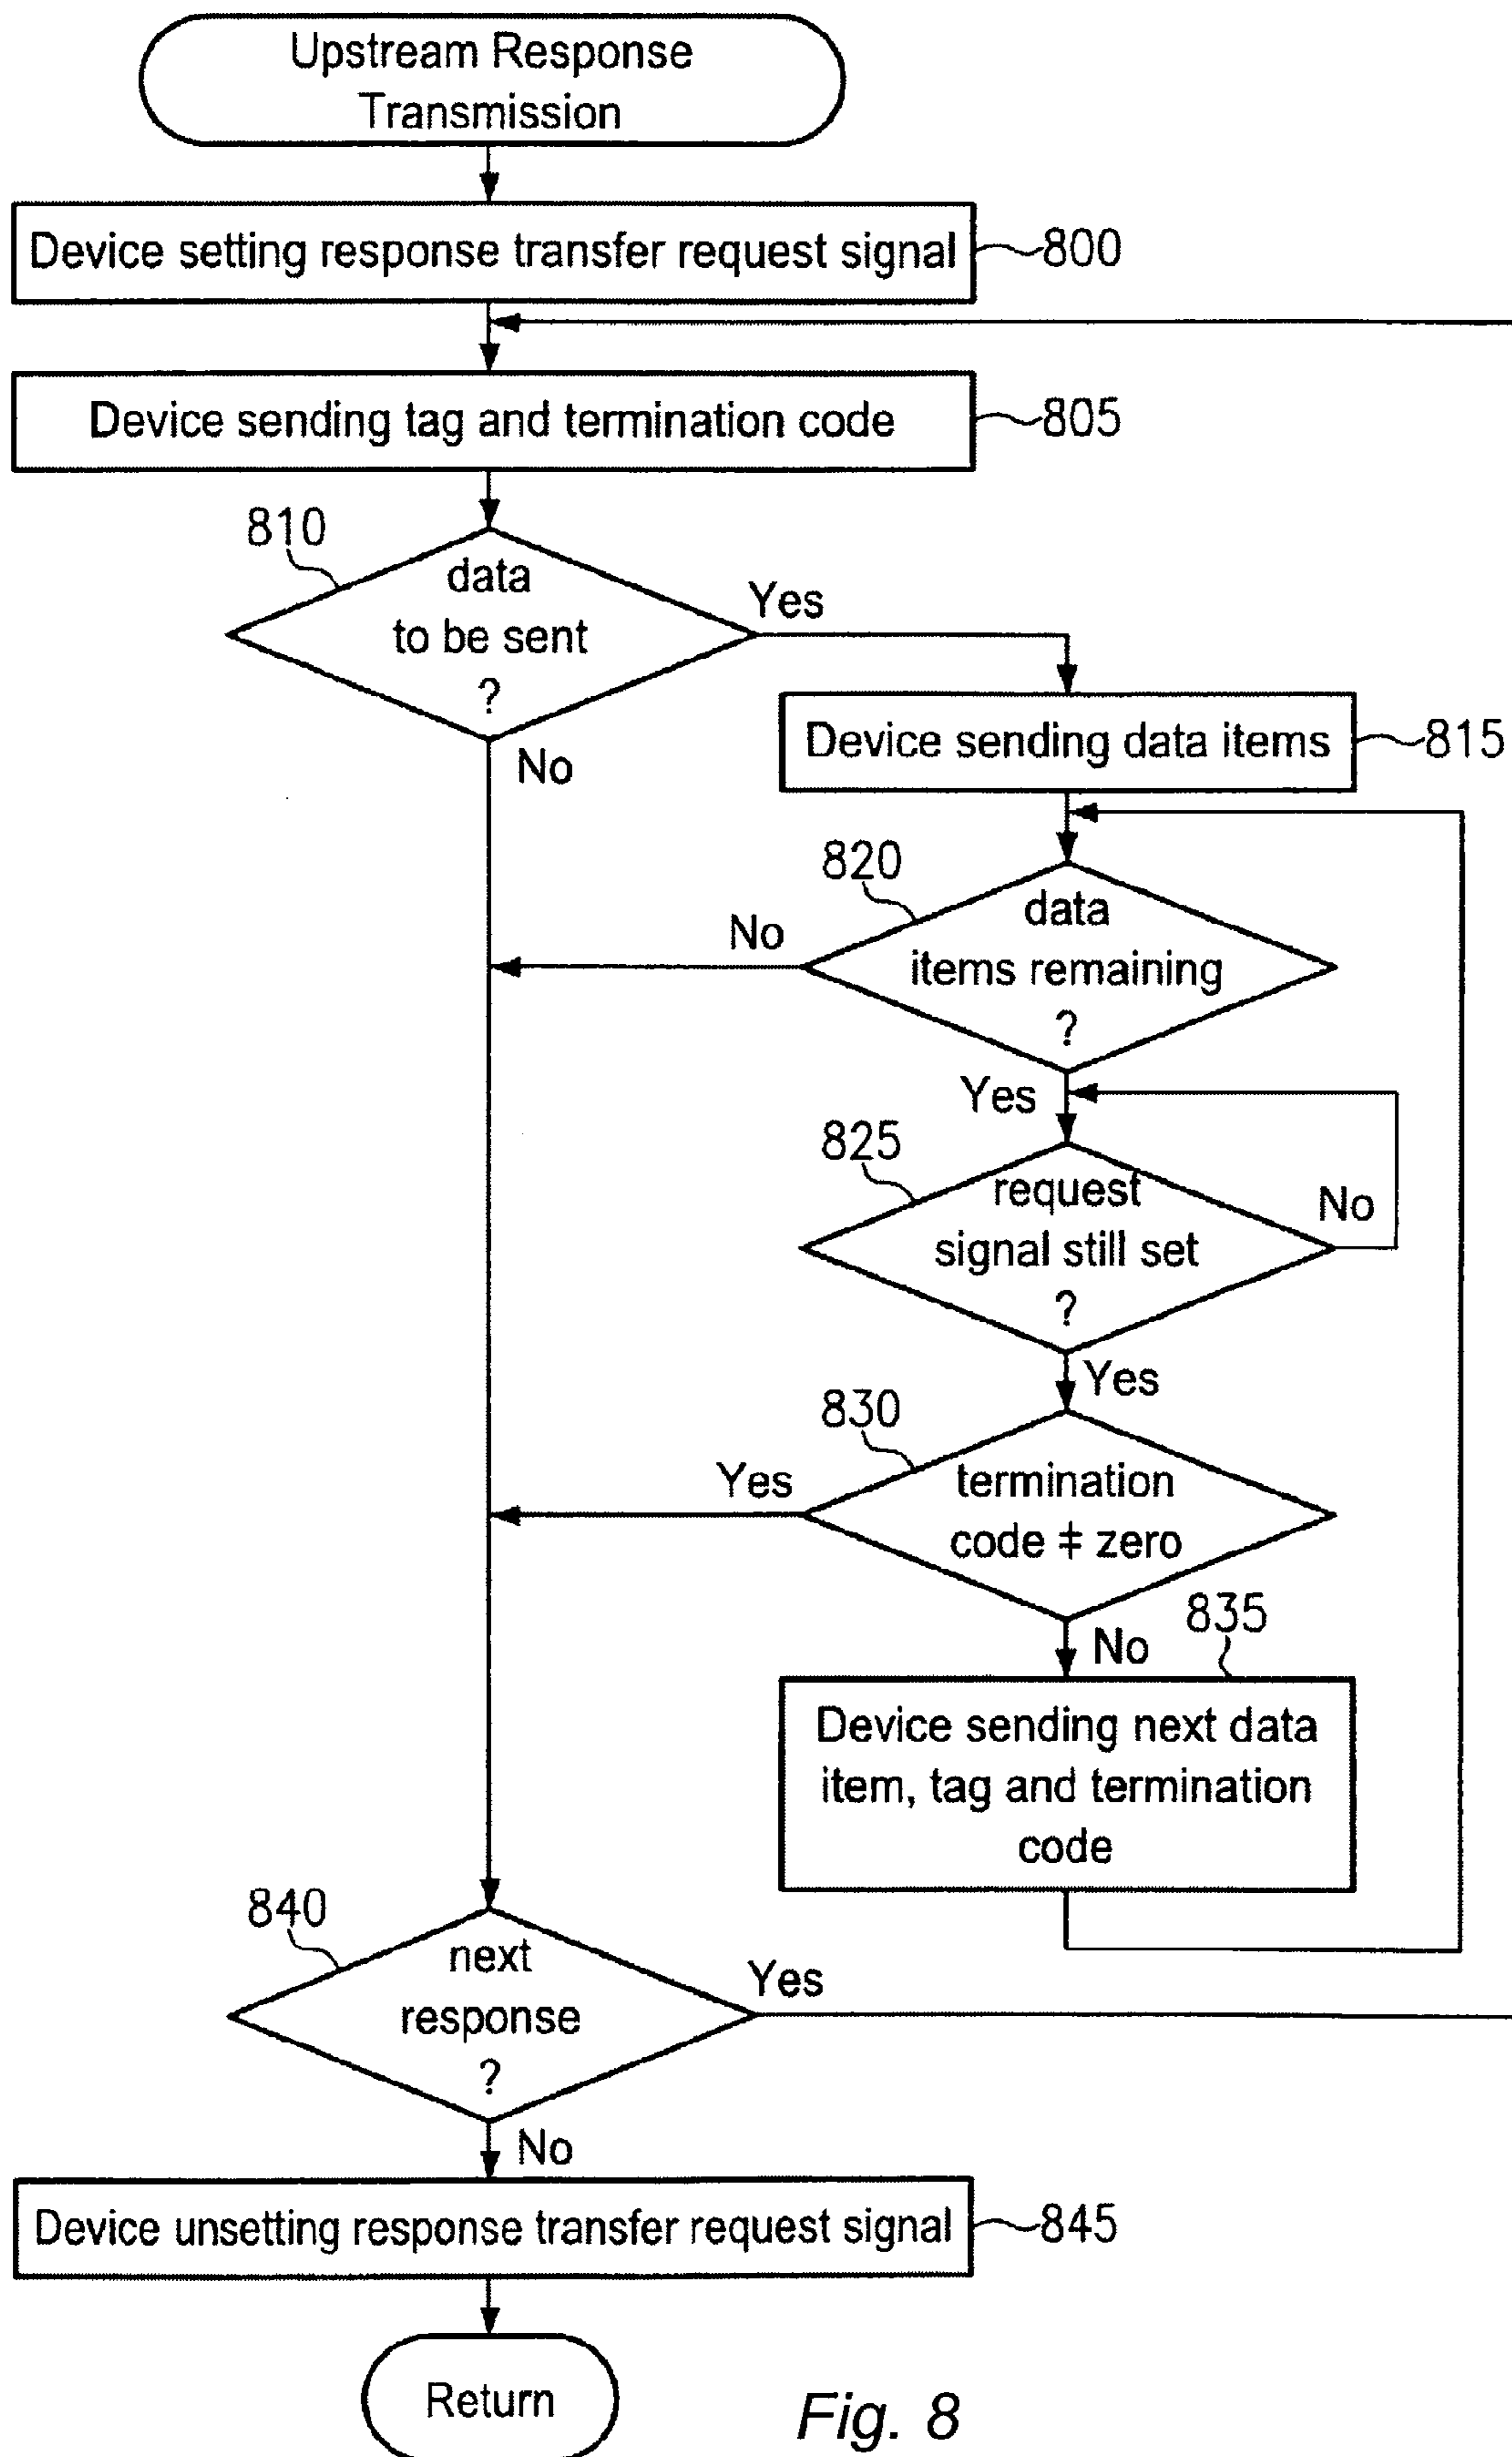 Upstream Response
Transmission
Device setting response transfer request signal
800
Device sending tag and termination code
805
810
data
to be sent
?
Yes
No
Device sending data items
815
820
data
items remaining
?
No
Yes
825
request
signal still set
?
No
Yes
830
termination
code ‡ zero
Yes
No
835
Device sending next data
item, tag and termination
code
840
next
response
?
Yes
No
Device unsetting response transfer request signal
845
Return
Fig. 8